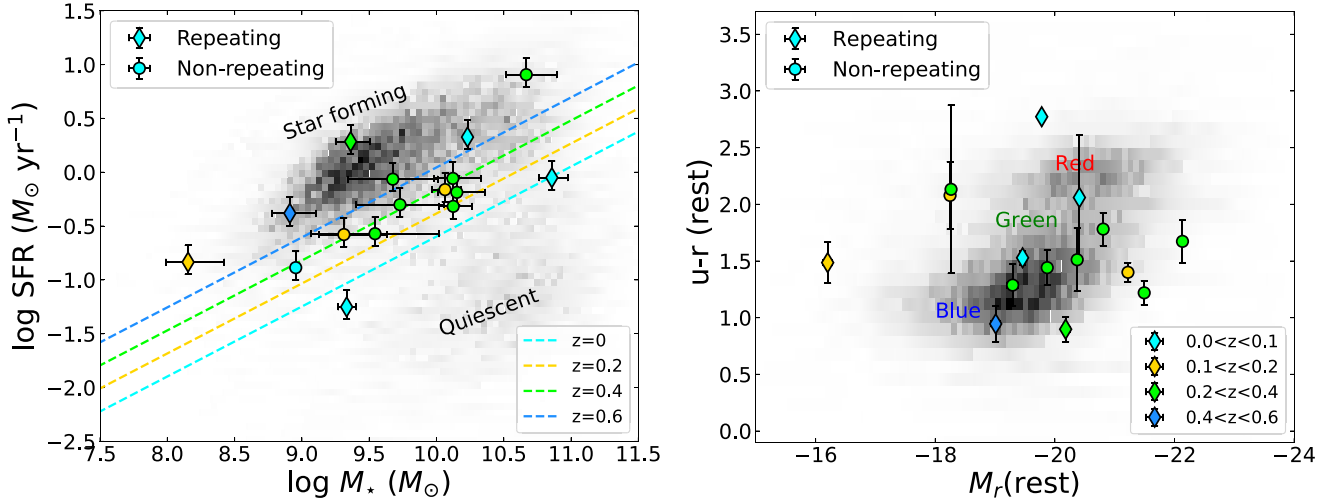 Repeating
Non-repeating
Star forming
Quiescent
z=0
z=0.2
z=0.4
z=0.6
1.5
1.0
0.5
0.0
−0.5
−1.0
−1.5
−2.0
−2.5
7.5 8.0 8.5 9.0 9.5 10.0 10.5 11.0 11.5
log SFR (M⊙ yr⁻¹)
log M⋆ (M⊙)
Repeating
Non-repeating
Red
Green
Blue
0.0<z<0.1
0.1<z<0.2
0.2<z<0.4
0.4<z<0.6
3.5
3.0
2.5
2.0
1.5
1.0
0.5
0.0
−16 −18 −20 −22 −24
u-r (rest)
Mᵣ(rest)